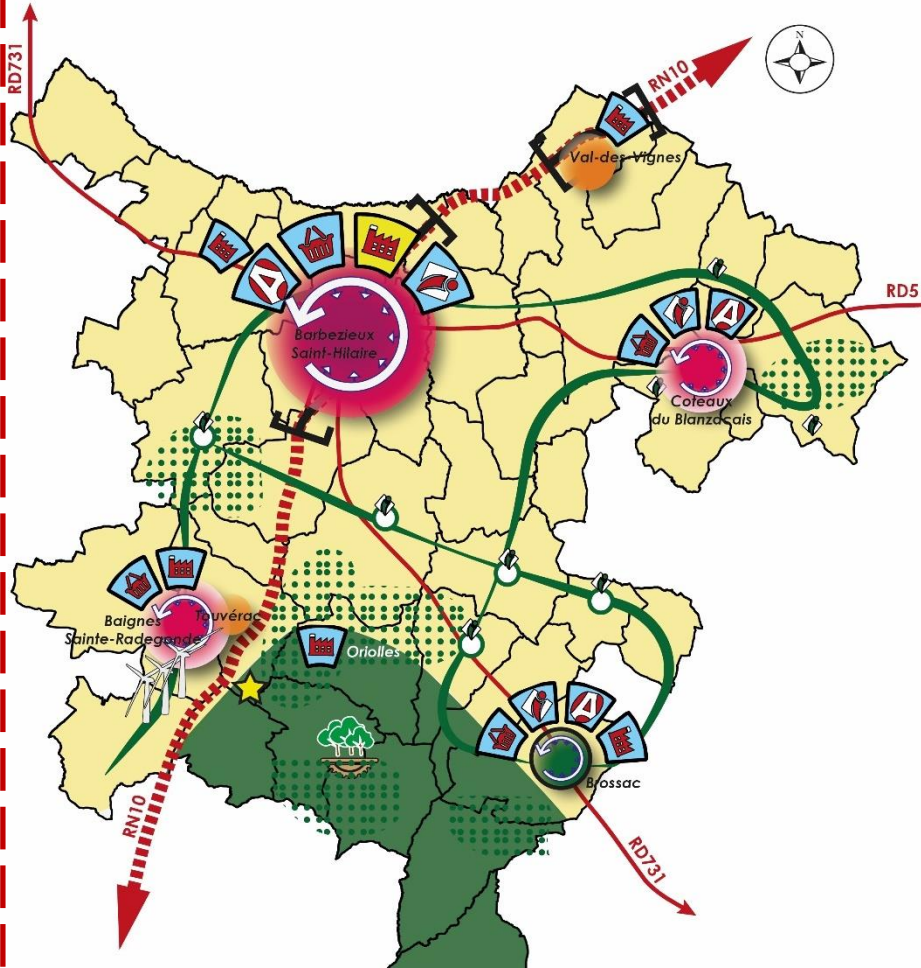 RD731
RN10
N
Val-des-Vignes
RD5
Barbezieux
Saint-Hilaire
Coteaux
du Blanzacais
Baignes
Sainte-Radegonde
Touvérac
Oriolles
Brossac
RN10
RD731